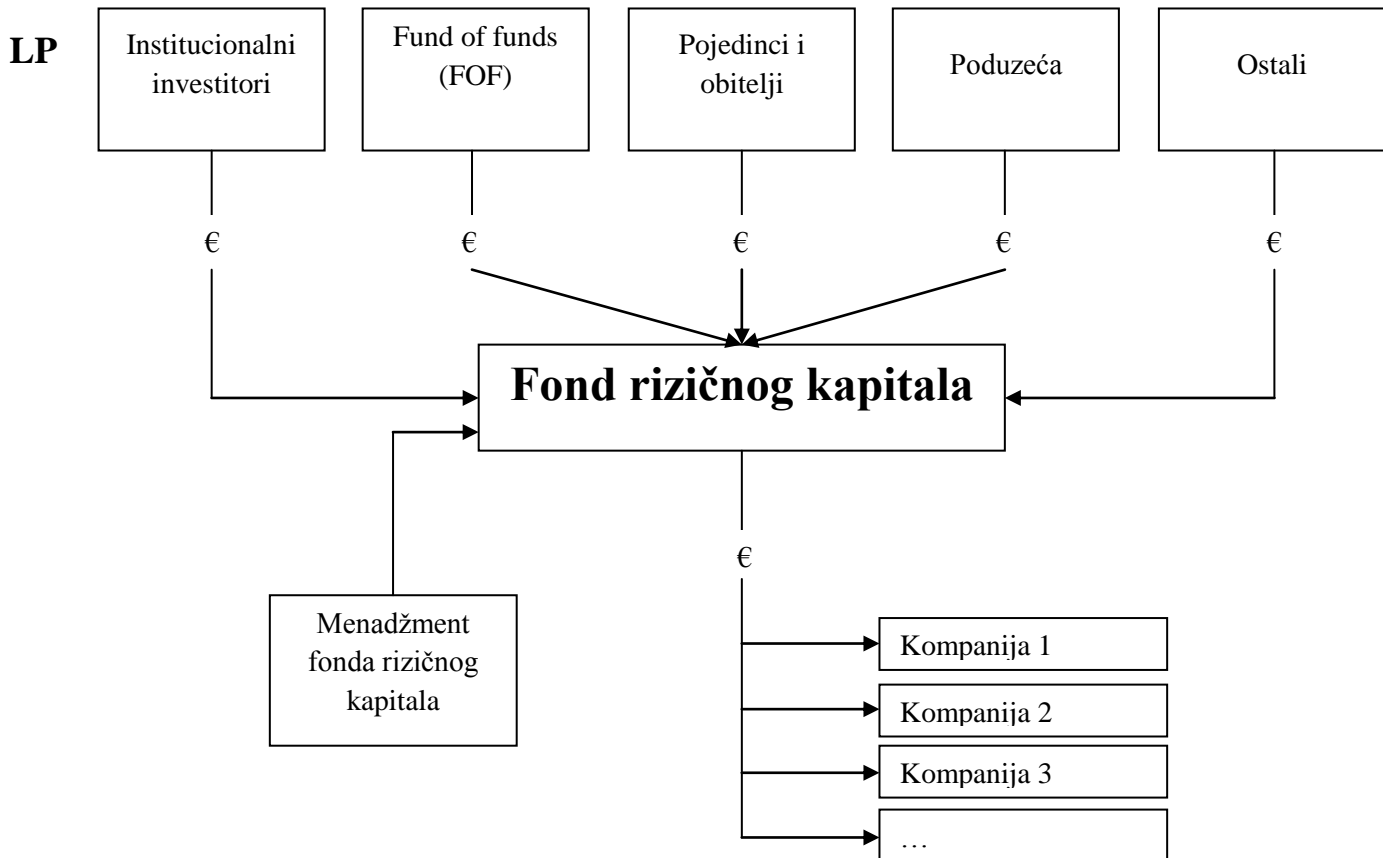 LP
Institucionalni
investitori
Fund of funds
(FOF)
Pojedinci i
obitelji
Poduzeća
Ostali
€
€
€
€
€
Fond rizičnog kapitala
€
Menadžment
fonda rizičnog
kapitala
Kompanija 1
Kompanija 2
Kompanija 3
…